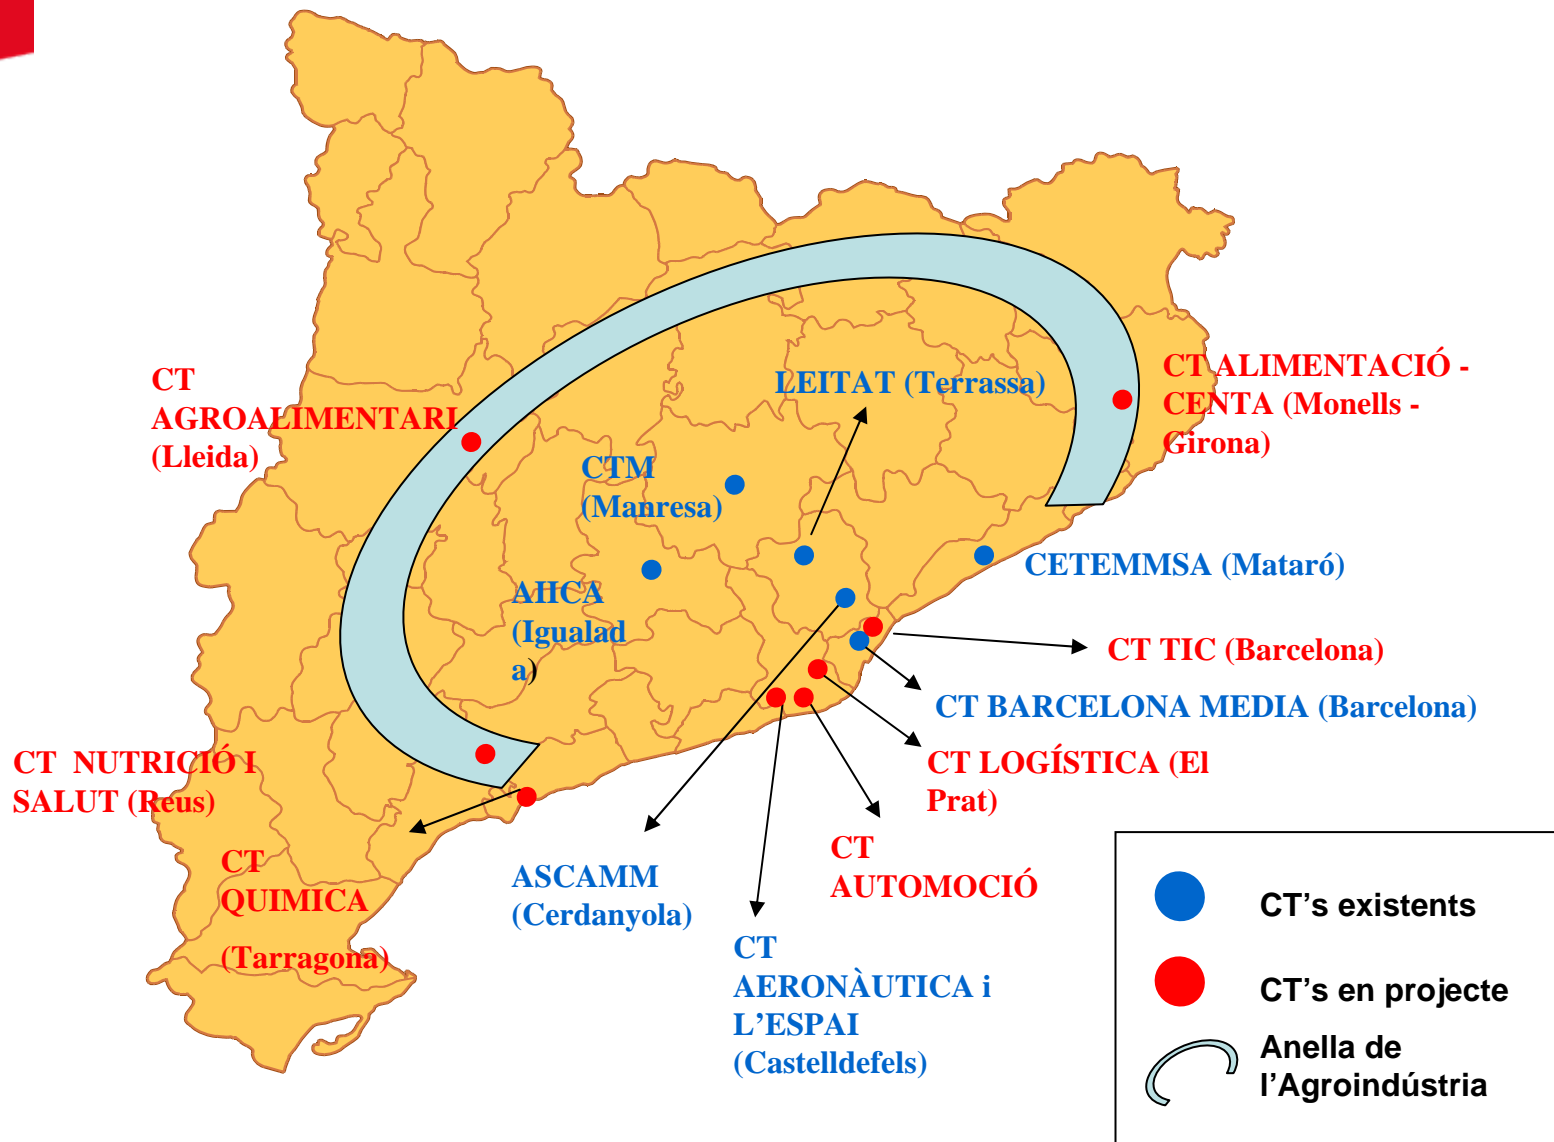 CT
AGROALIMENTARI
(Lleida)
LEITAT (Terrassa)
CT ALIMENTACIÓ -
CENTA (Monells -
Girona)
CTM
(Manresa)
AIICA
(Igualad
a)
CETEMMSA (Mataró)
CT TIC (Barcelona)
CT BARCELONA MEDIA (Barcelona)
CT LOGÍSTICA (El
Prat)
CT NUTRICIÓ I
SALUT (Reus)
CT
QUIMICA
(Tarragona)
ASCAMM
(Cerdanyola)
CT
AUTOMOCIÓ
CT
AERONÀUTICA i
L’ESPAI
(Castelldefels)
CT’s existents
CT’s en projecte
Anella de
l’Agroindústria